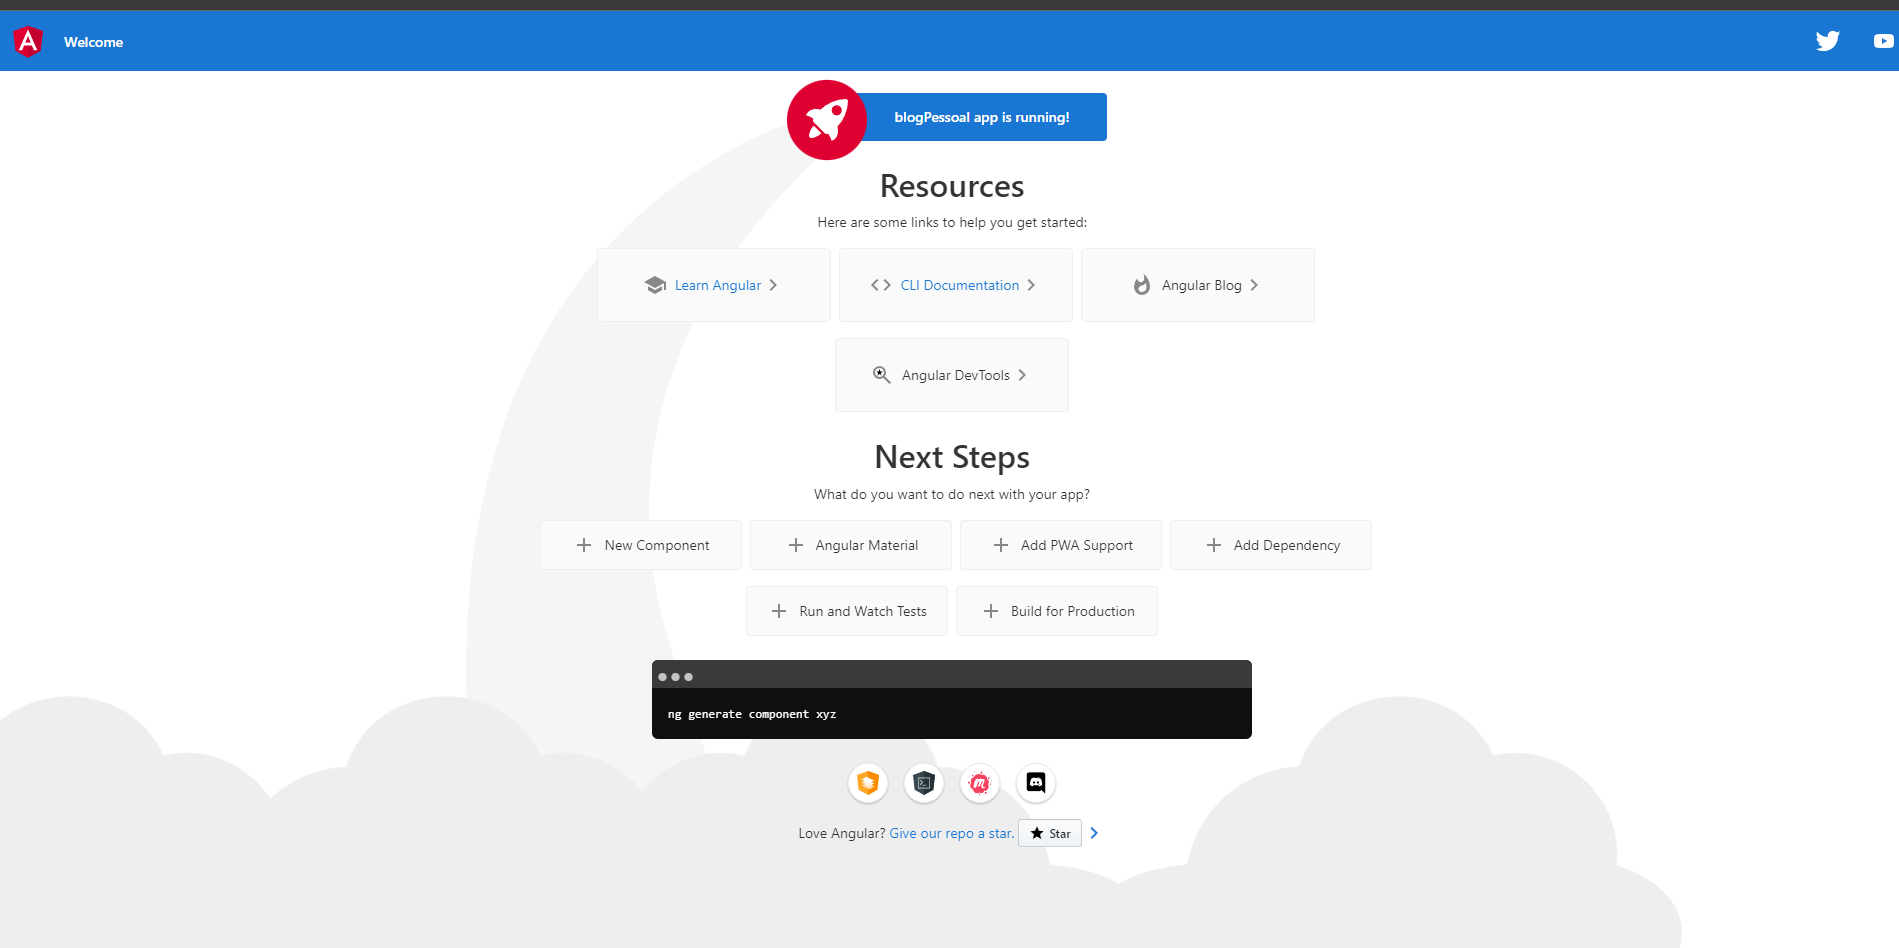 Welcome
blogPessoal app is running!
Resources
Here are some links to help you get started:
Learn Angular
CLI Documentation
Angular Blog
Angular DevTools
Next Steps
What do you want to do next with your app?
New Component
Angular Material
Add PWA Support
Add Dependency
Run and Watch Tests
Build for Production
ng generate component xyz
Love Angular? Give our repo a star. Star